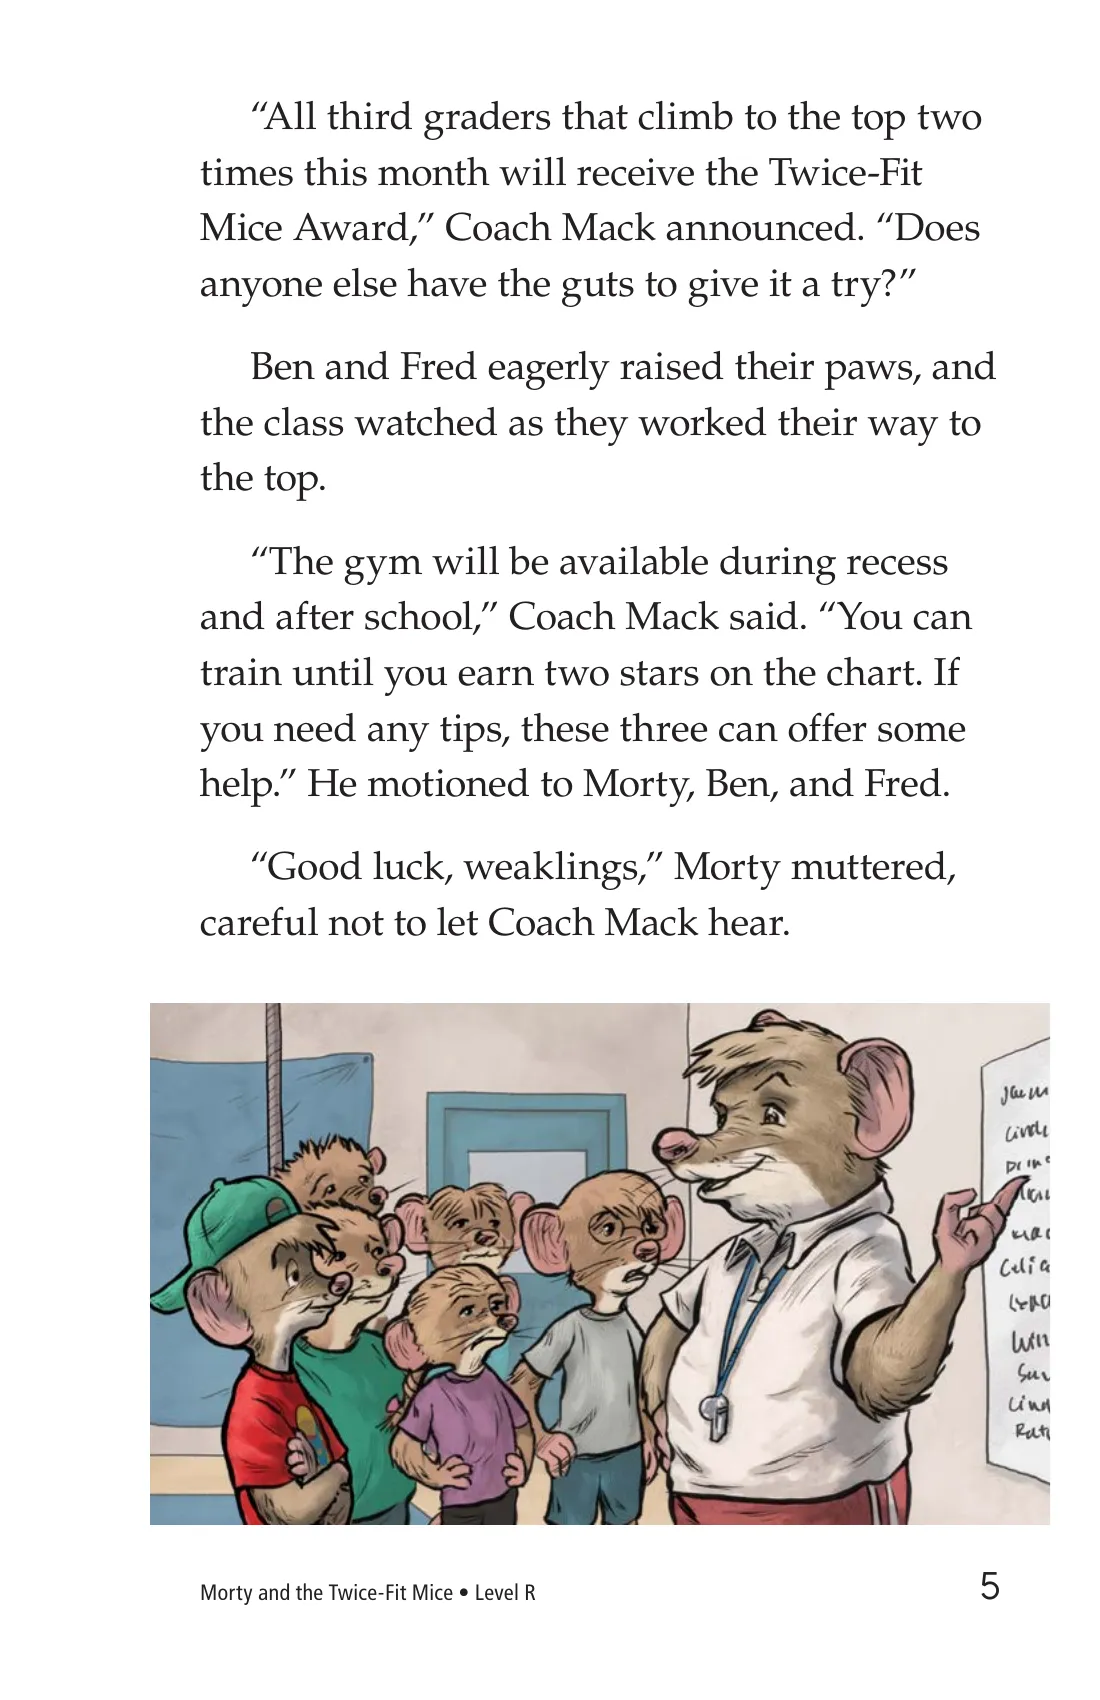 “All third graders that climb to the top two
times this month will receive the Twice-Fit
Mice Award,” Coach Mack announced. “Does
anyone else have the guts to give it a try?”
Ben and Fred eagerly raised their paws, and
the class watched as they worked their way to
the top.
“The gym will be available during recess
and after school,” Coach Mack said. “You can
train until you earn two stars on the chart. If
you need any tips, these three can offer some
help.” He motioned to Morty, Ben, and Fred.
“Good luck, weaklings,” Morty muttered,
careful not to let Coach Mack hear.
Morty and the Twice-Fit Mice • Level R
5